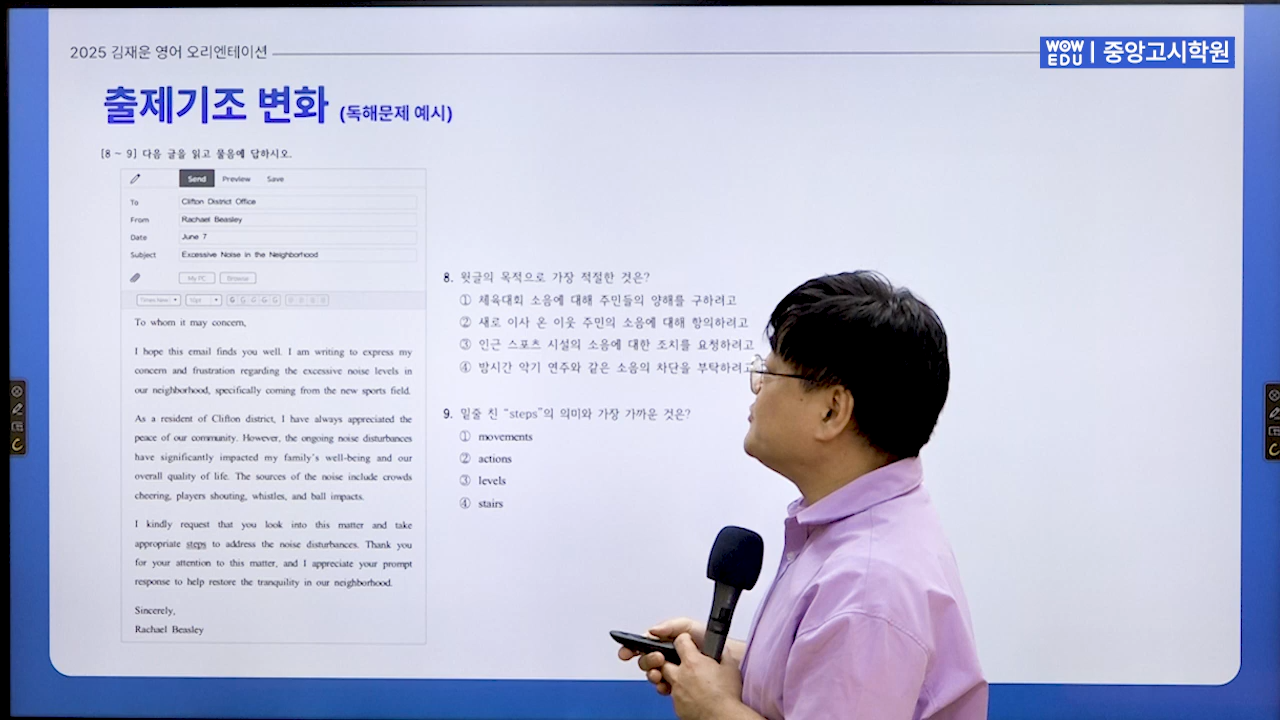 2025 김재운 영어 오리엔테이션
WOW EDU | 중앙고시학원
출제기조 변화 (독해문제 예시)
[8 ~ 9] 다음 글을 읽고 물음에 답하시오.
Send Preview Save
To Clifton District Office
From Rachael Beasley
Date June 7
Subject Excessive Noise in the Neighborhood
My PC Browse
Times New 10pt
To whom it may concern,
I hope this email finds you well. I am writing to express my
concern and frustration regarding the excessive noise levels in
our neighborhood, specifically coming from the new sports field.
As a resident of Clifton district, I have always appreciated the
peace of our community. However, the ongoing noise disturbances
have significantly impacted my family's well-being and our
overall quality of life. The sources of the noise include crowds
cheering, players shouting, whistles, and ball impacts.
I kindly request that you look into this matter and take
appropriate steps to address the noise disturbances. Thank you
for your attention to this matter, and I appreciate your prompt
response to help restore the tranquility in our neighborhood.
Sincerely,
Rachael Beasley
8. 윗글의 목적으로 가장 적절한 것은?
① 체육대회 소음에 대해 주민들의 양해를 구하려고
② 새로 이사 온 이웃 주민의 소음에 대해 항의하려고
③ 인근 스포츠 시설의 소음에 대한 조치를 요청하려고
④ 밤시간 악기 연주와 같은 소음의 차단을 부탁하려고
9. 밑줄 친 “steps”의 의미와 가장 가까운 것은?
① movements
② actions
③ levels
④ stairs